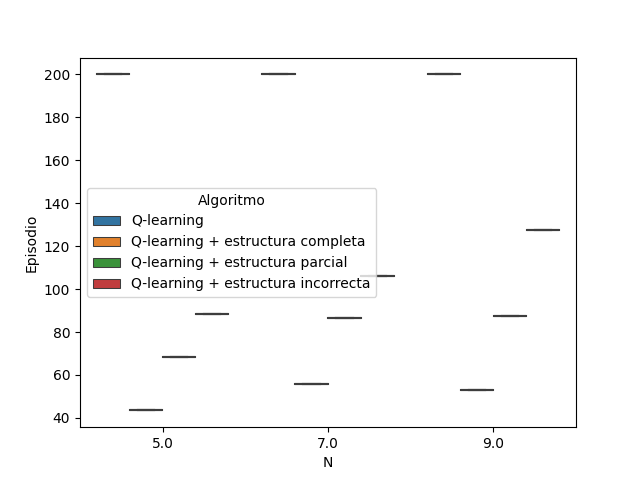 200
180
160
140
120
100
80
60
40
Episodio
Algoritmo
Q-learning
Q-learning + estructura completa
Q-learning + estructura parcial
Q-learning + estructura incorrecta
5.0 7.0 9.0
N